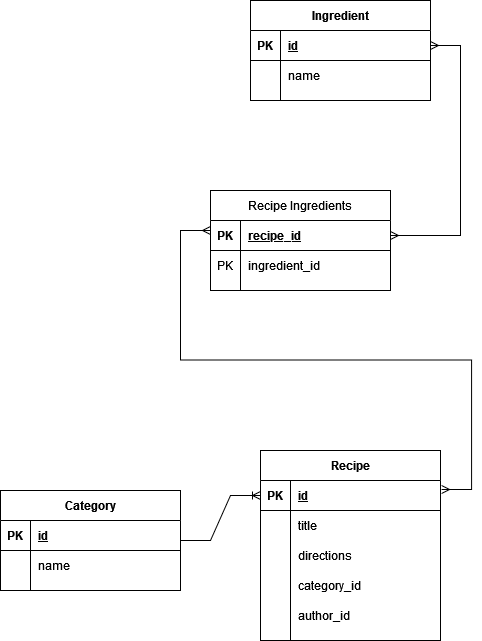 Ingredient
PK id
name
Recipe Ingredients
PK recipe_id
PK ingredient_id
Recipe
PK id
title
directions
category_id
author_id
Category
PK id
name